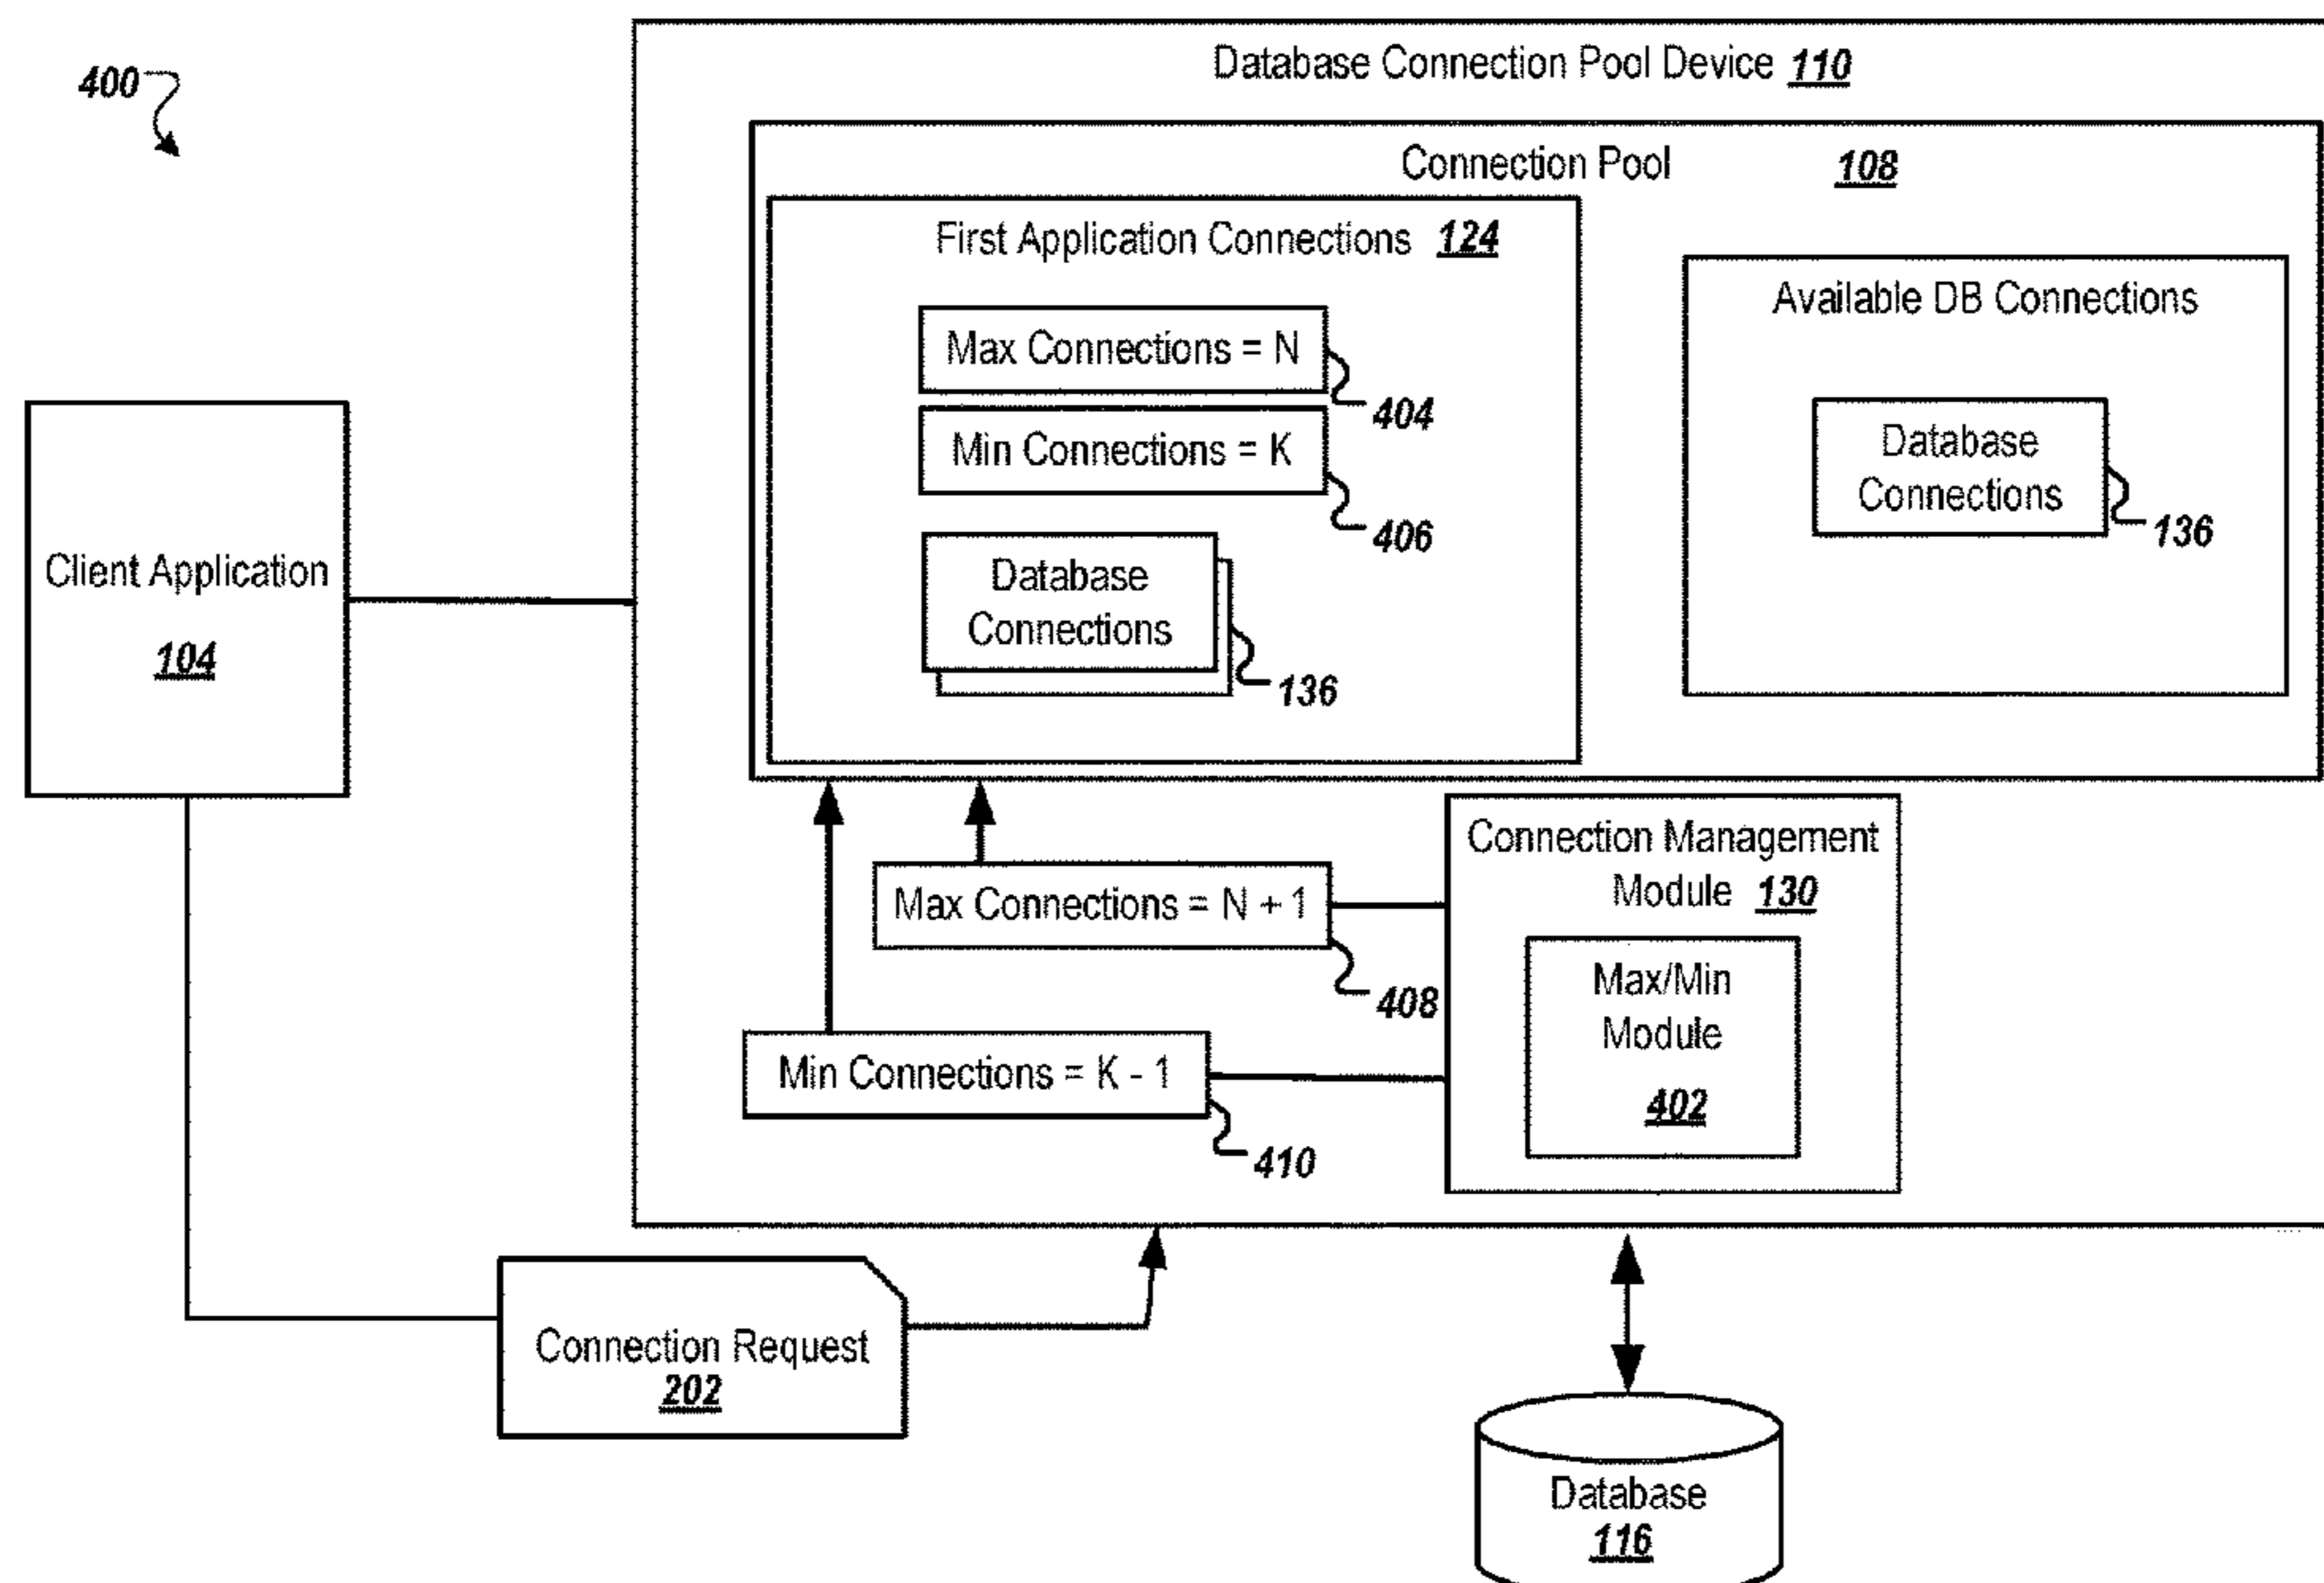 400
Database Connection Pool Device 110
Connection Pool 108
First Application Connections 124
Max Connections = N
404
Min Connections = K
406
Database
Connections
136
Available DB Connections
Database
Connections
136
Client Application
104
Connection Management
Module 130
Max/Min
Module
402
Max Connections = N + 1
408
Min Connections = K - 1
410
Connection Request
202
Database
116